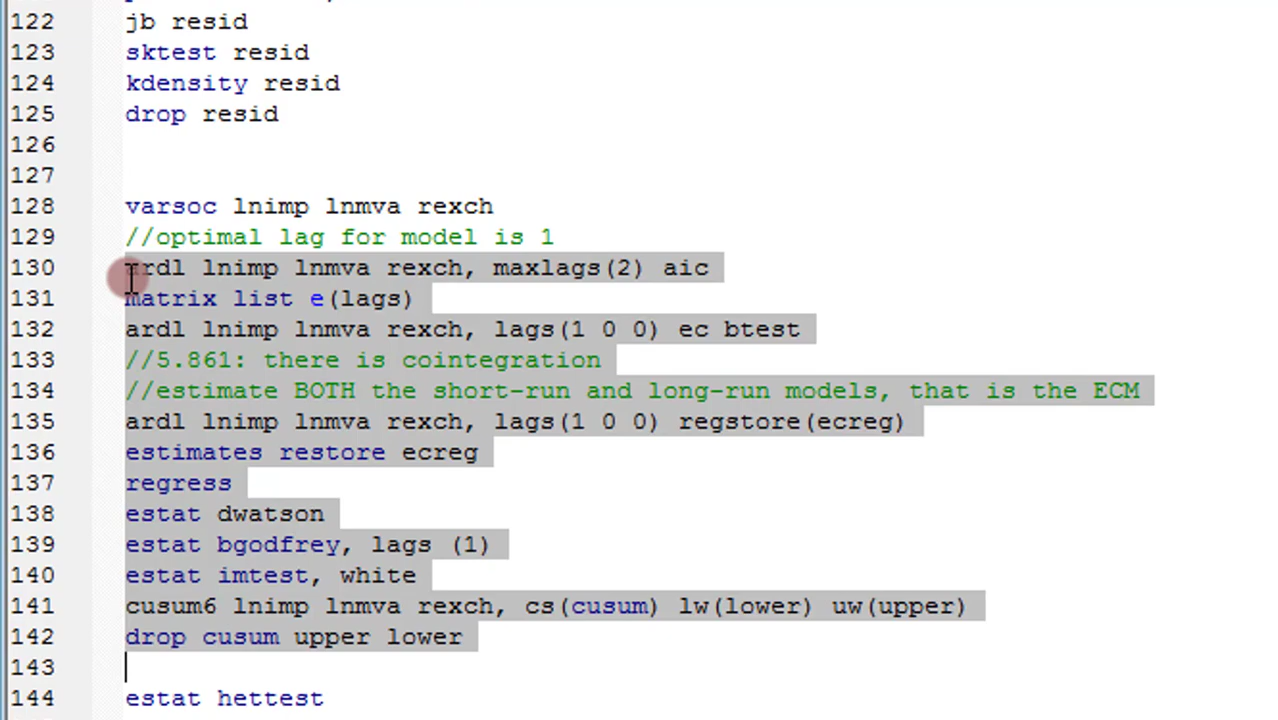 122 jb resid
123 sktest resid
124 kdensity resid
125 drop resid
126
127
128 varsoc lnimp lnmva rexch
129 //optimal lag for model is 1
130 ardl lnimp lnmva rexch, maxlags(2) aic
131 matrix list e(lags)
132 ardl lnimp lnmva rexch, lags(1 0 0) ec btest
133 //5.861: there is cointegration
134 //estimate BOTH the short-run and long-run models, that is the ECM
135 ardl lnimp lnmva rexch, lags(1 0 0) regstore(ecreg)
136 estimates restore ecreg
137 regress
138 estat dwatson
139 estat bgodfrey, lags (1)
140 estat imtest, white
141 cusum6 lnimp lnmva rexch, cs(cusum) lw(lower) uw(upper)
142 drop cusum upper lower
143
144 estat hettest